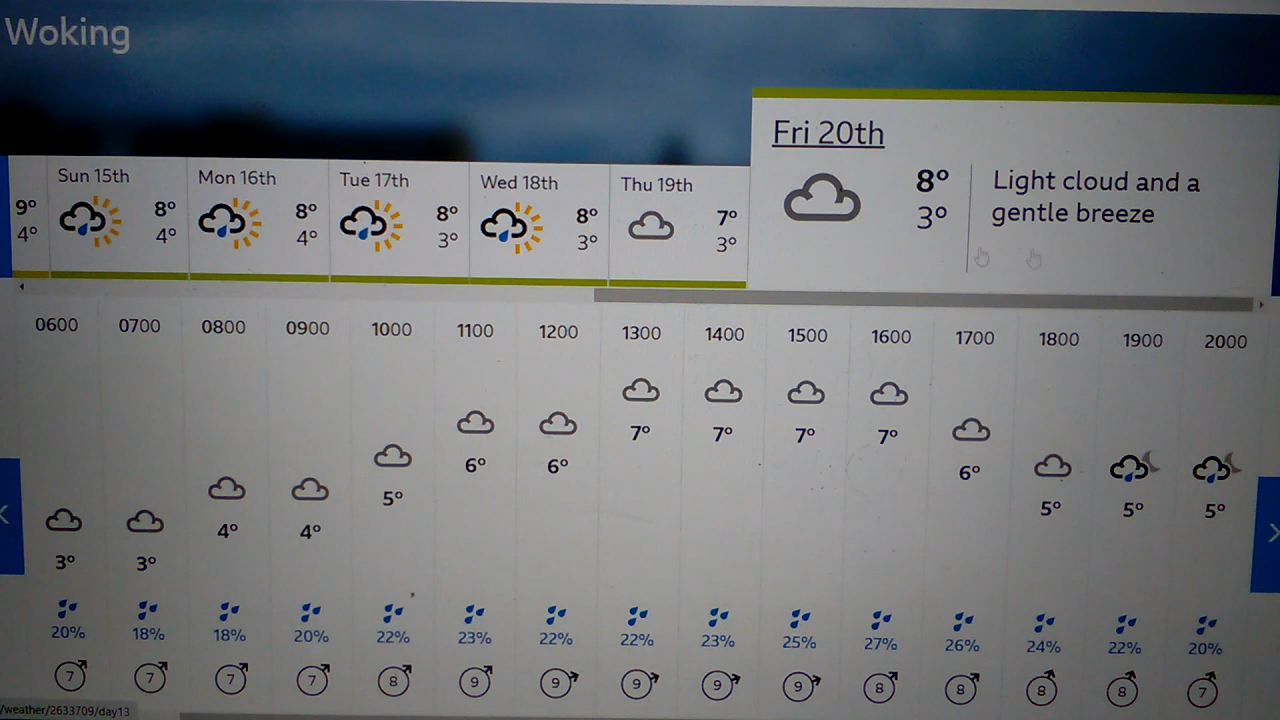 Woking
9° 4°
Sun 15th 8° 4°
Mon 16th 8° 4°
Tue 17th 8° 3°
Wed 18th 8° 3°
Thu 19th 7° 3°
Fri 20th
8° 3°
Light cloud and a
gentle breeze
0600 0700 0800 0900 1000 1100 1200 1300 1400 1500 1600 1700 1800 1900 2000
3° 3° 4° 4° 5° 6° 6° 7° 7° 7° 7° 6° 5° 5° 5°
20% 18% 18% 20% 22% 23% 22% 22% 23% 25% 27% 26% 24% 22% 20%
7 7 7 7 8 9 9 9 9 9 8 8 8 8 7
/weather/2633709/day13